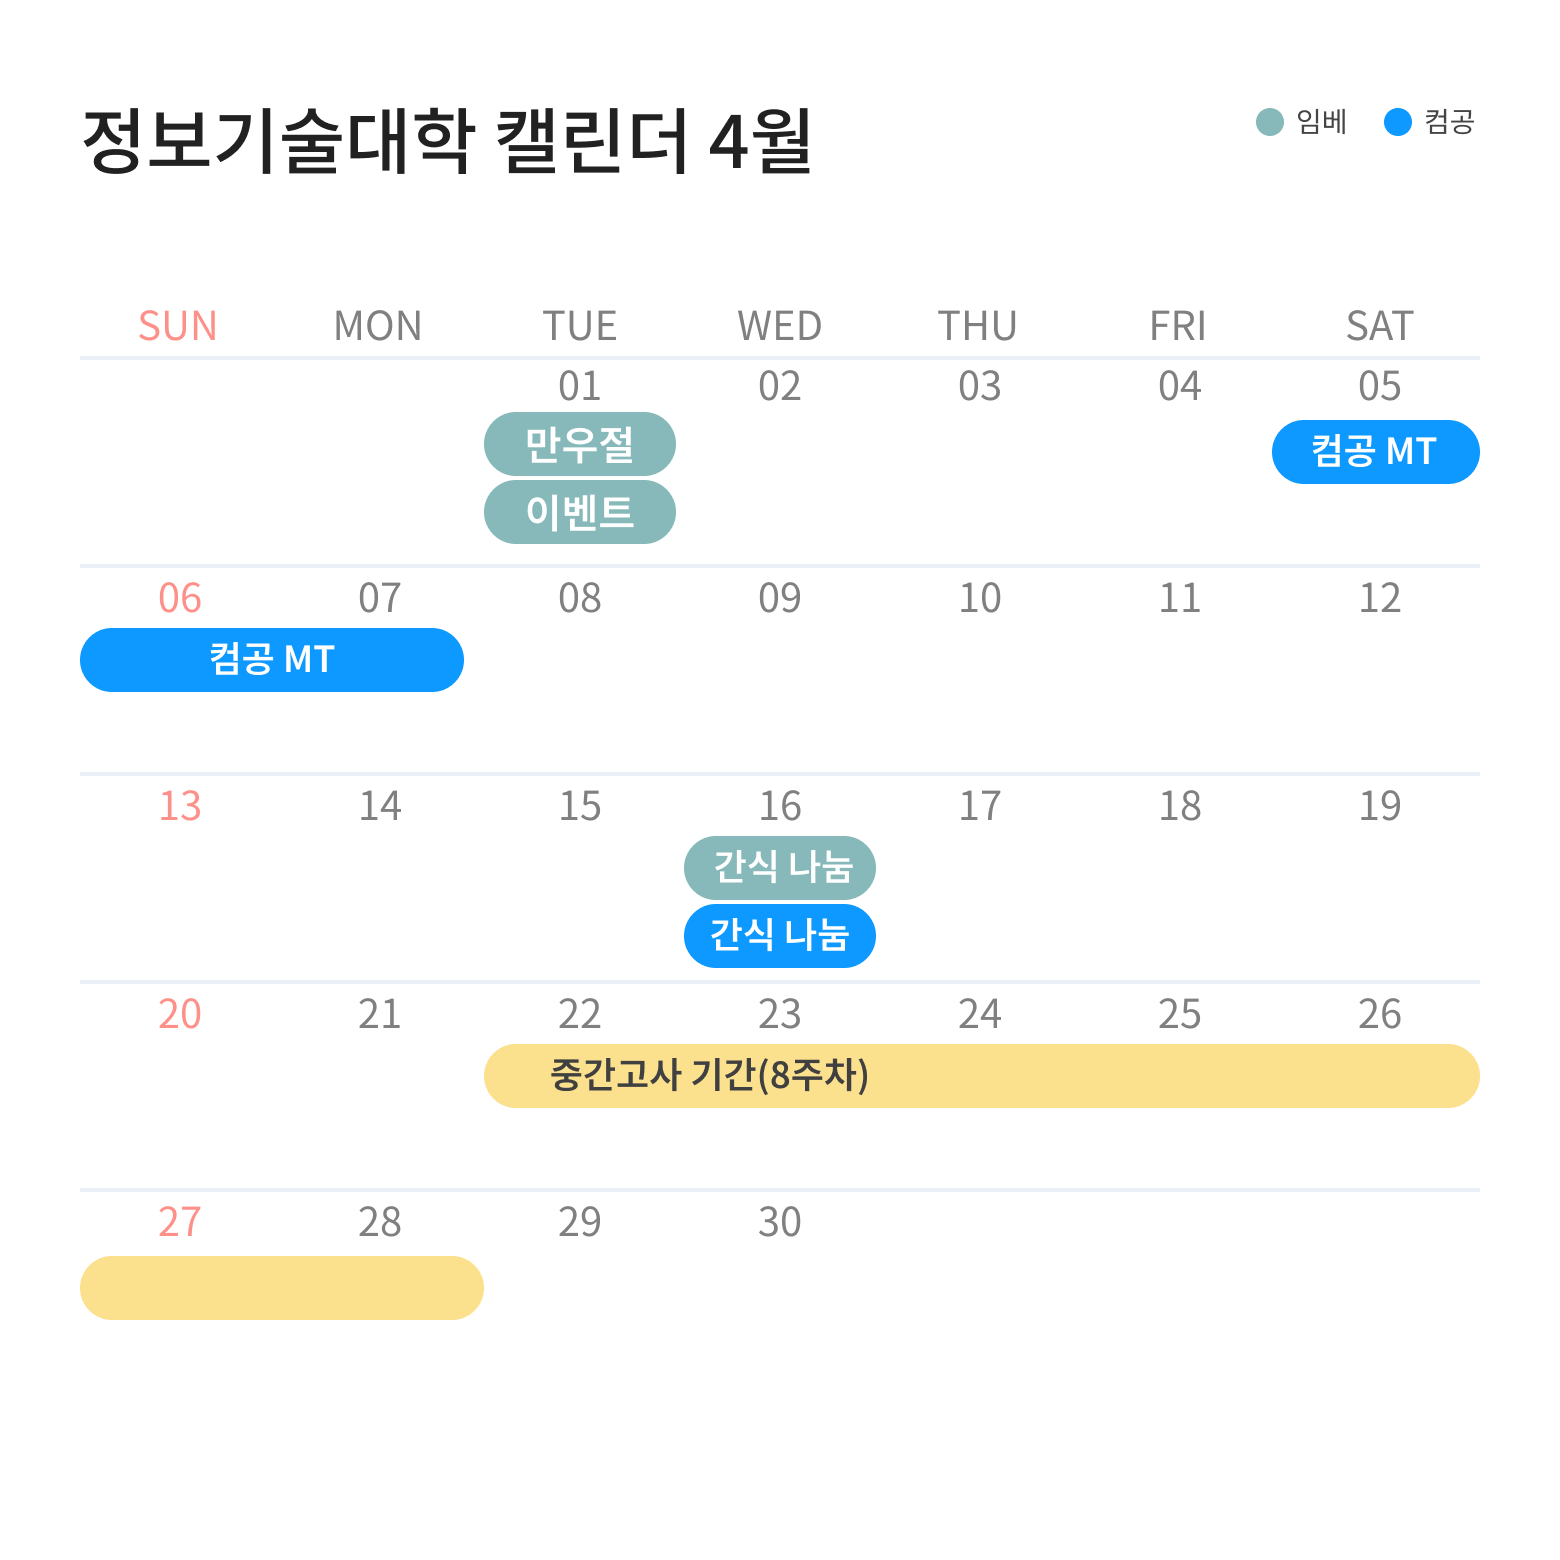 정보기술대학 캘린더 4월
임베 컴공
SUN MON TUE WED THU FRI SAT
01 02 03 04 05
만우절 컴공 MT
이벤트
06 07 08 09 10 11 12
컴공 MT
13 14 15 16 17 18 19
간식 나눔
간식 나눔
20 21 22 23 24 25 26
중간고사 기간(8주차)
27 28 29 30